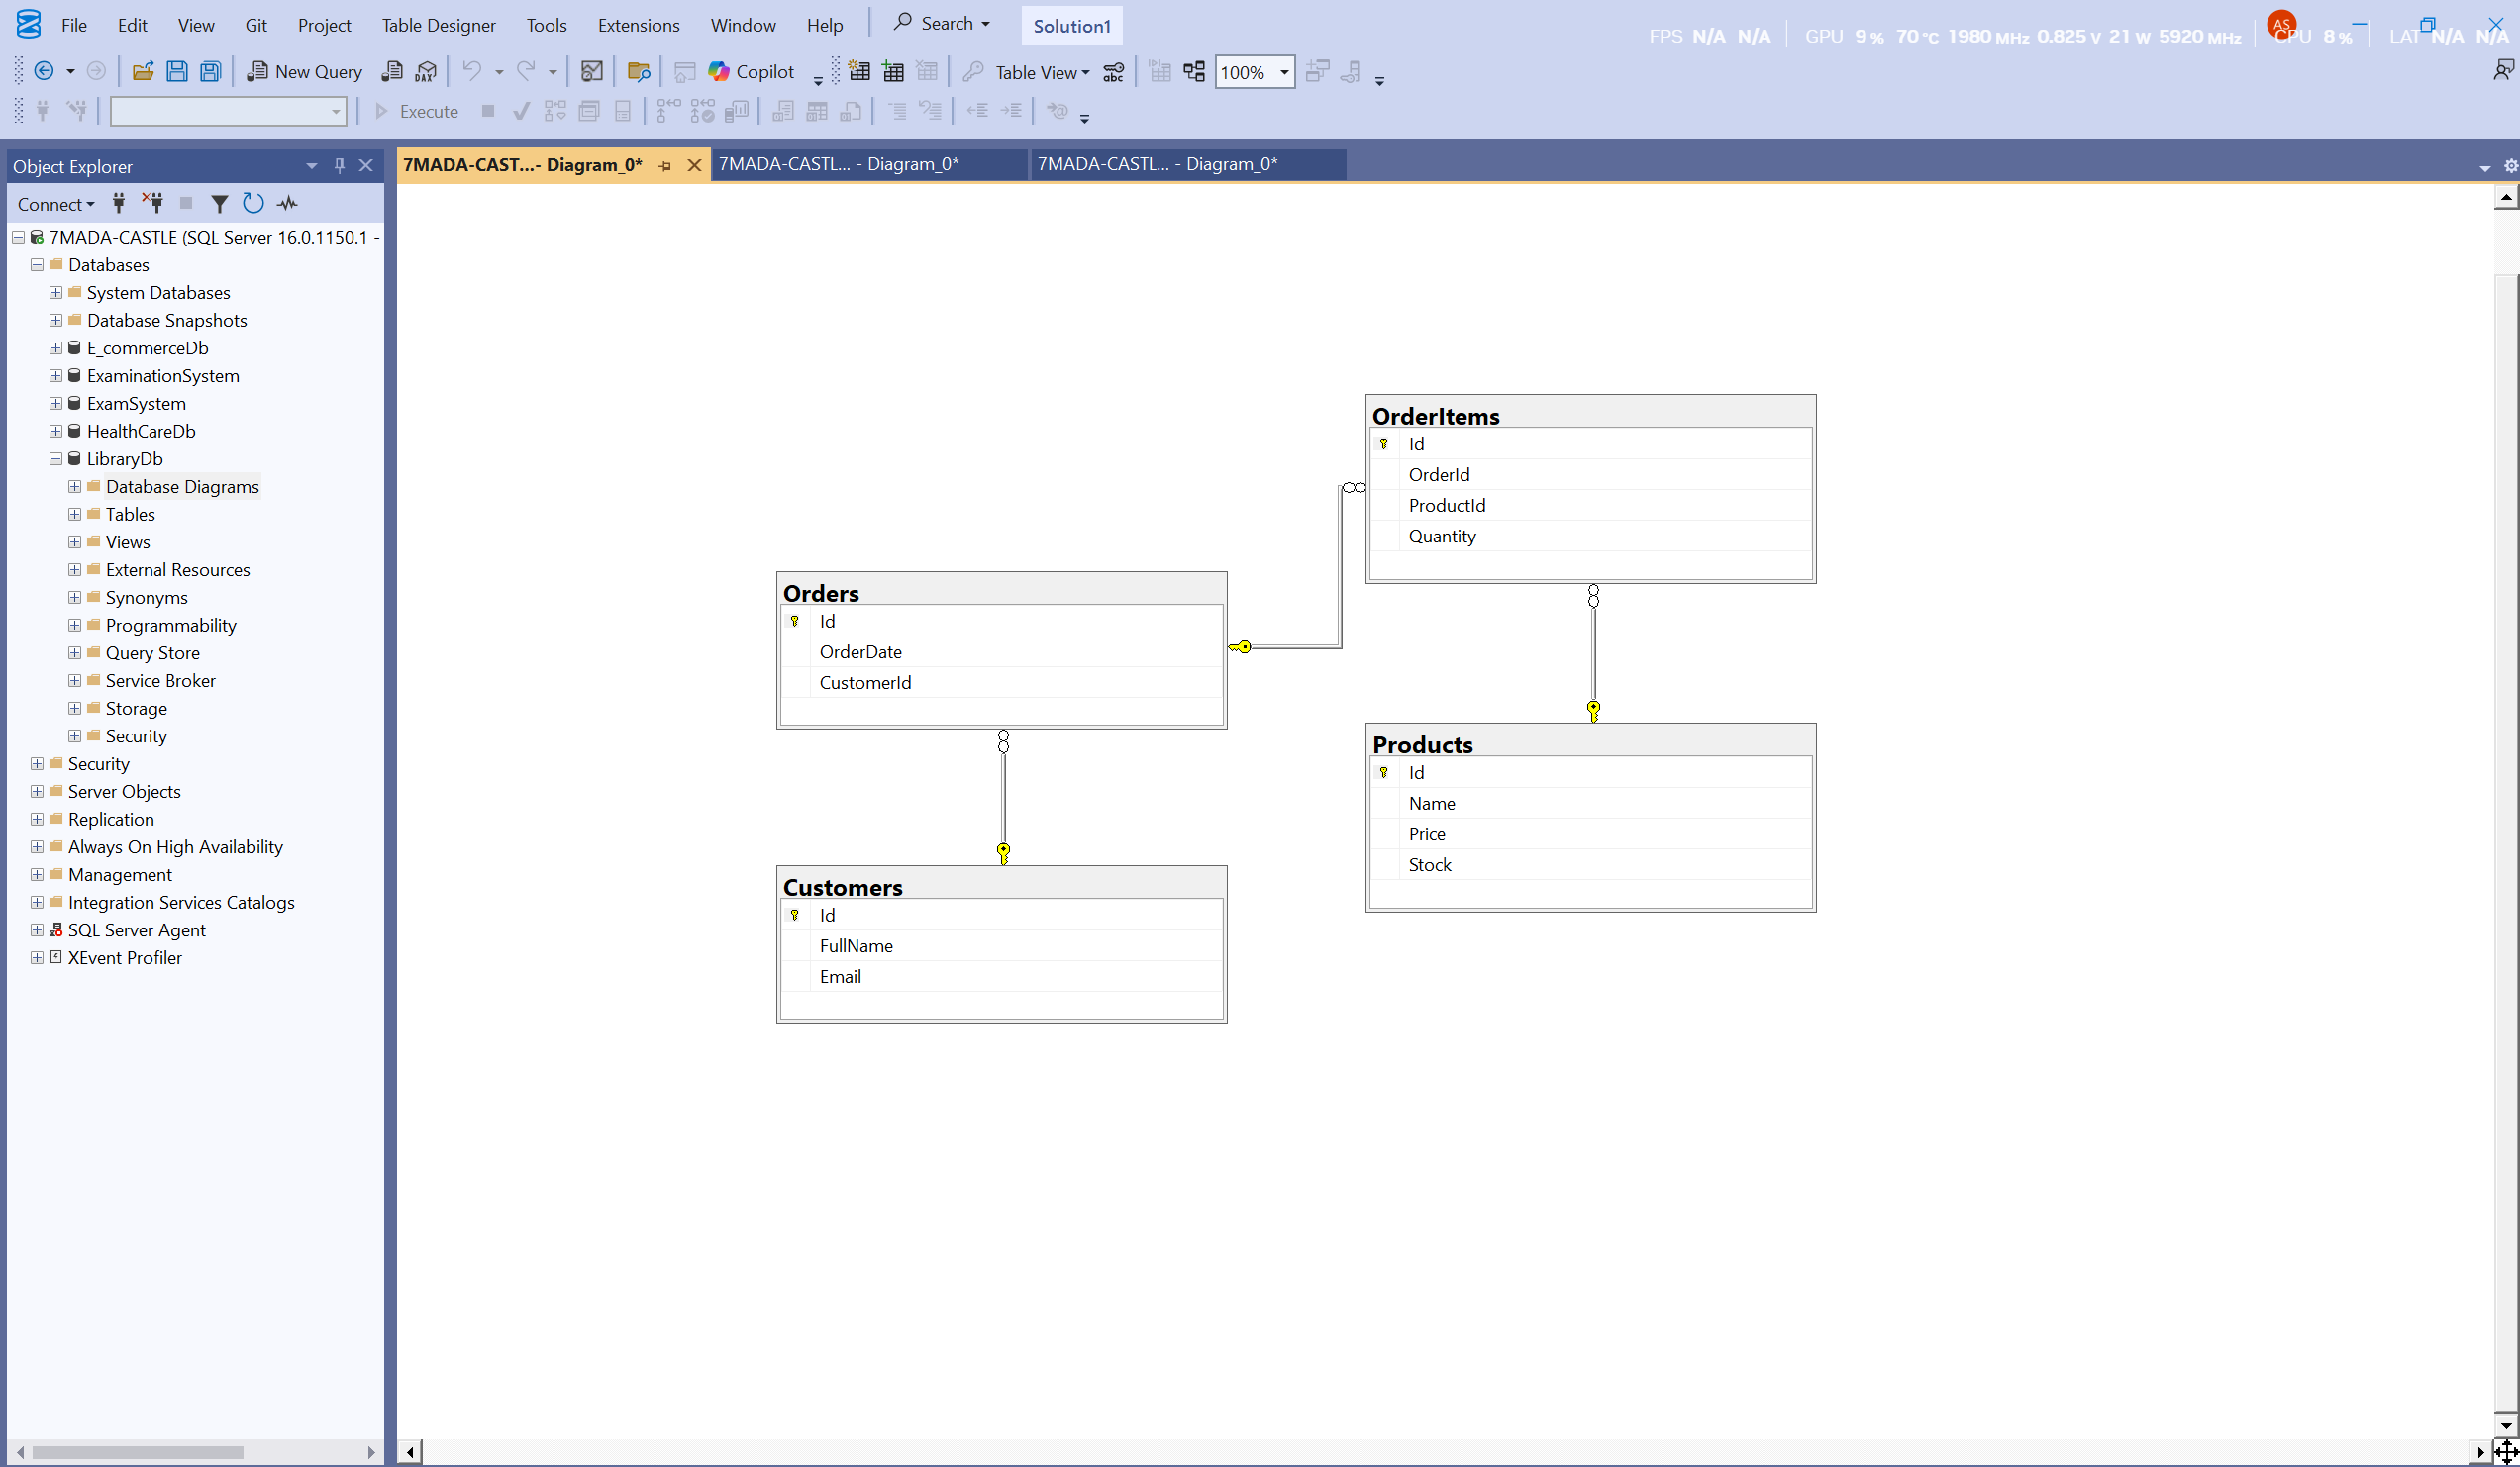 File Edit View Git Project Table Designer Tools Extensions Window Help Search Solution1
FPS N/A N/A GPU 9 % 70 °C 1980 MHz 0.825 V 21 W 5920 MHz CPU 8 % LAT N/A N/A
AS
New Query DAX Copilot Table View abc 100%
Execute
Object Explorer
7MADA-CAST...- Diagram_0* 7MADA-CASTL... - Diagram_0* 7MADA-CASTL... - Diagram_0*
Connect
7MADA-CASTLE (SQL Server 16.0.1150.1 -
Databases
System Databases
Database Snapshots
E_commerceDb
ExaminationSystem
ExamSystem
HealthCareDb
LibraryDb
Database Diagrams
Tables
Views
External Resources
Synonyms
Programmability
Query Store
Service Broker
Storage
Security
Security
Server Objects
Replication
Always On High Availability
Management
Integration Services Catalogs
SQL Server Agent
XEvent Profiler
OrderItems
Id
OrderId
ProductId
Quantity
Orders
Id
OrderDate
CustomerId
Products
Id
Name
Price
Stock
Customers
Id
FullName
Email